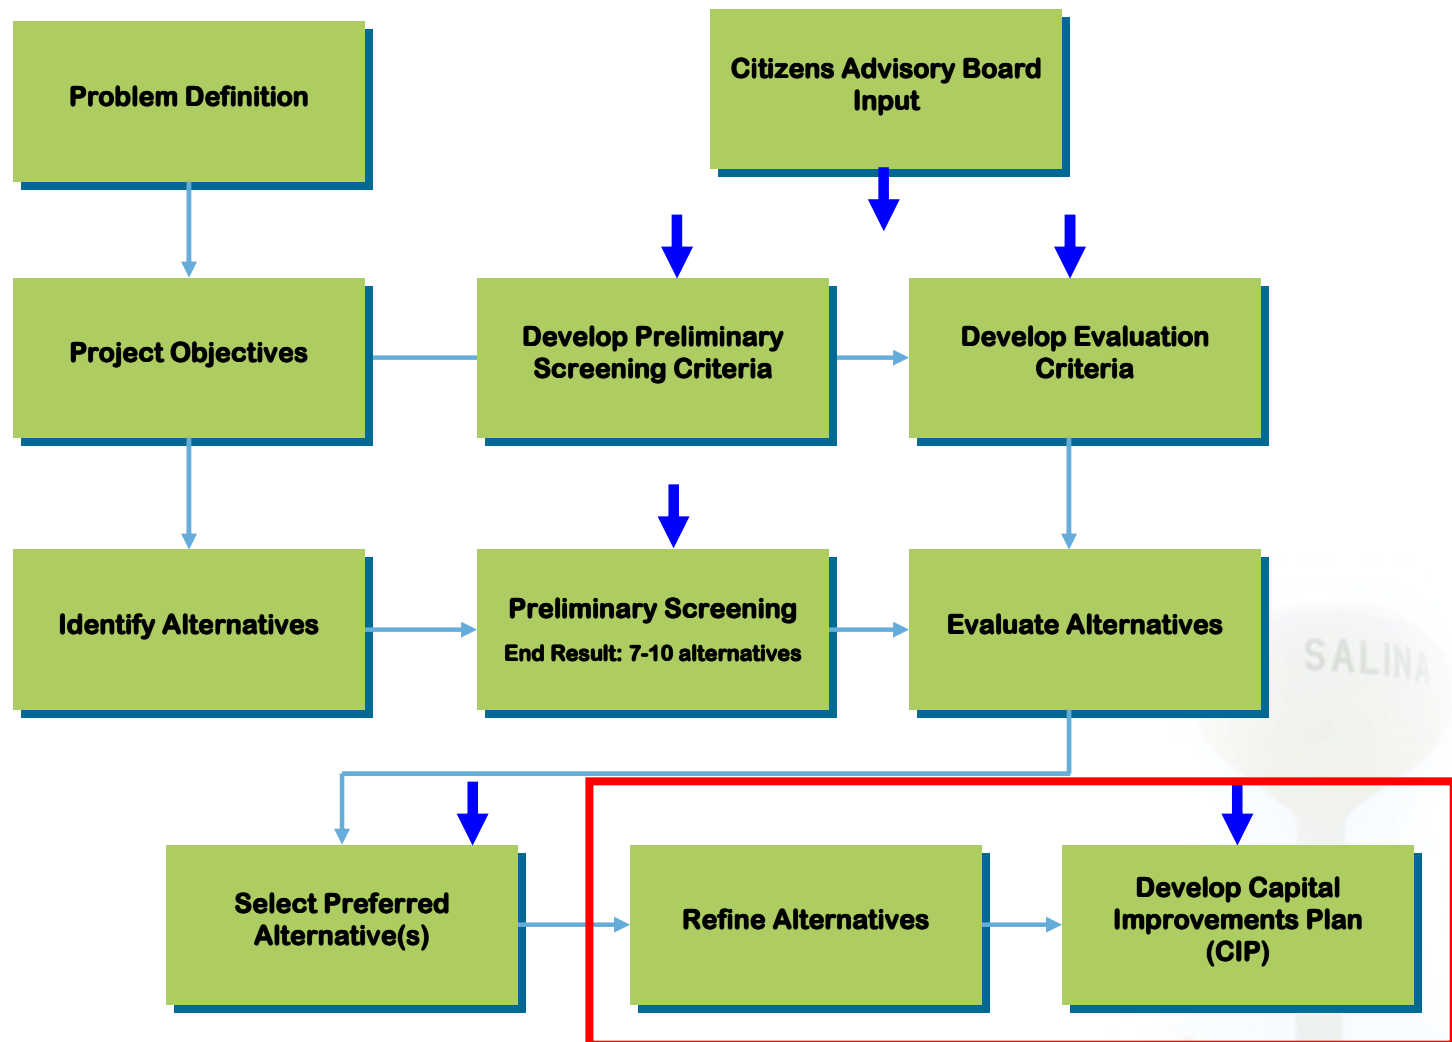 Problem Definition
Citizens Advisory Board
Input
Project Objectives
Develop Preliminary
Screening Criteria
Develop Evaluation
Criteria
Identify Alternatives
Preliminary Screening
End Result: 7-10 alternatives
Evaluate Alternatives
SALINA
Select Preferred
Alternative(s)
Refine Alternatives
Develop Capital
Improvements Plan
(CIP)